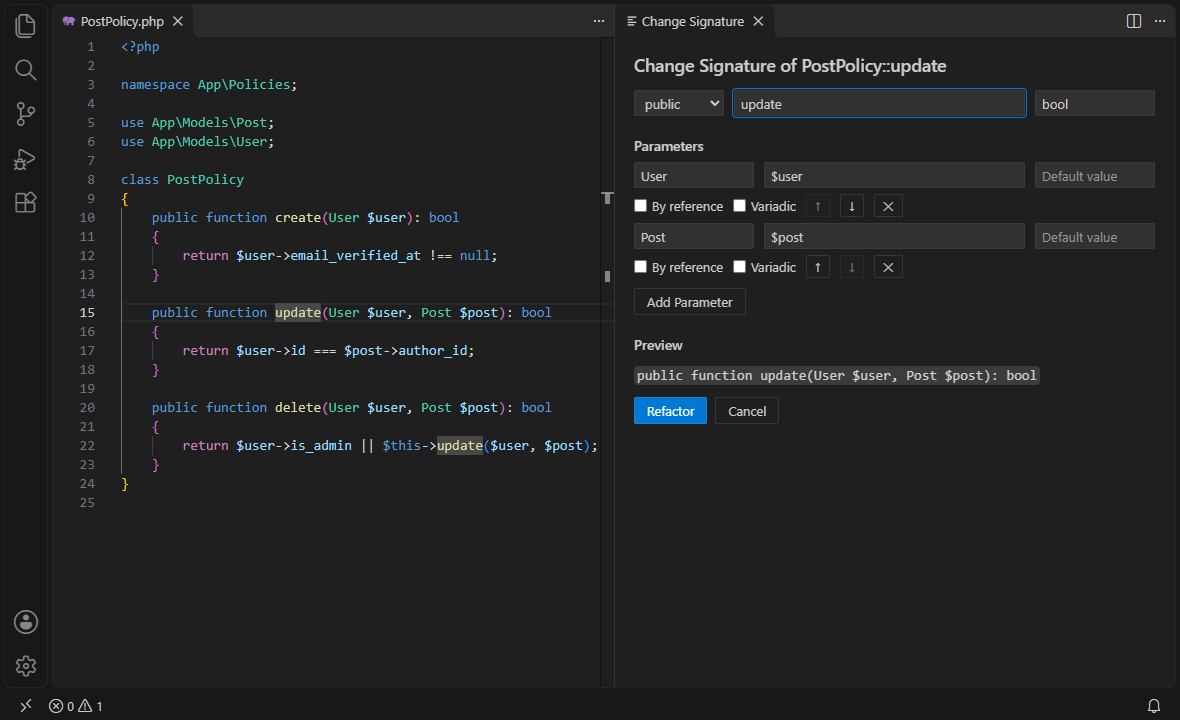 PostPolicy.php
1 <?php
2
3 namespace App\Policies;
4
5 use App\Models\Post;
6 use App\Models\User;
7
8 class PostPolicy
9 {
10     public function create(User $user): bool
11     {
12         return $user->email_verified_at !== null;
13     }
14
15     public function update(User $user, Post $post): bool
16     {
17         return $user->id === $post->author_id;
18     }
19
20     public function delete(User $user, Post $post): bool
21     {
22         return $user->is_admin || $this->update($user, $post);
23     }
24 }
25
Change Signature
Change Signature of PostPolicy::update
public update bool
Parameters
User $user Default value
By reference Variadic ↑ ↓
Post $post Default value
By reference Variadic ↑ ↓
Add Parameter
Preview
public function update(User $user, Post $post): bool
Refactor Cancel
0 1